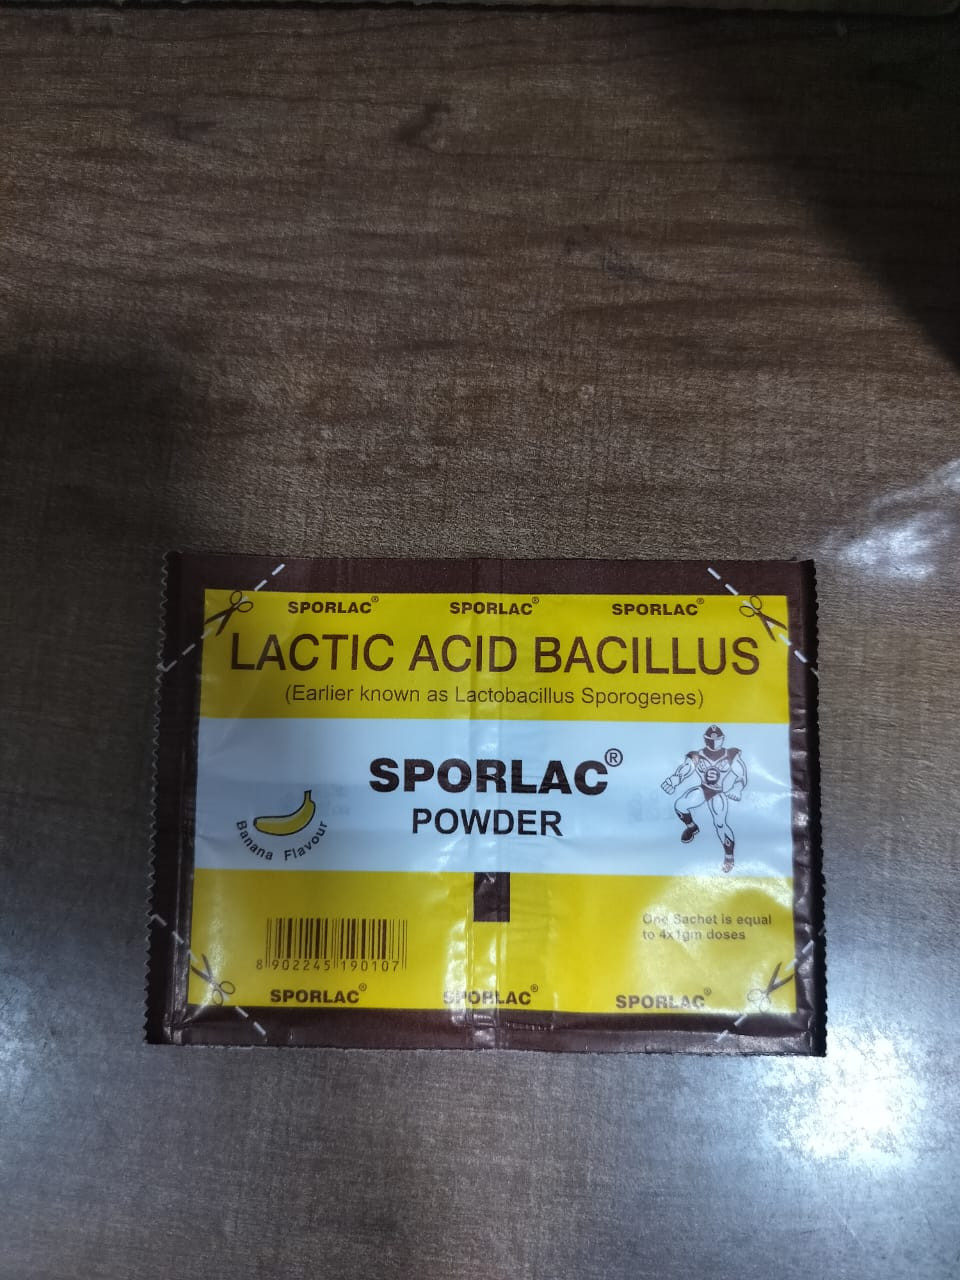 SPORLAC® SPORLAC® SPORLAC®
LACTIC ACID BACILLUS
(Earlier known as Lactobacillus Sporogenes)
SPORLAC®
POWDER
S
Banana Flavour
One Sachet is equal
to 4x1gm doses
8 902245 190107
SPORLAC® SPORLAC® SPORLAC®